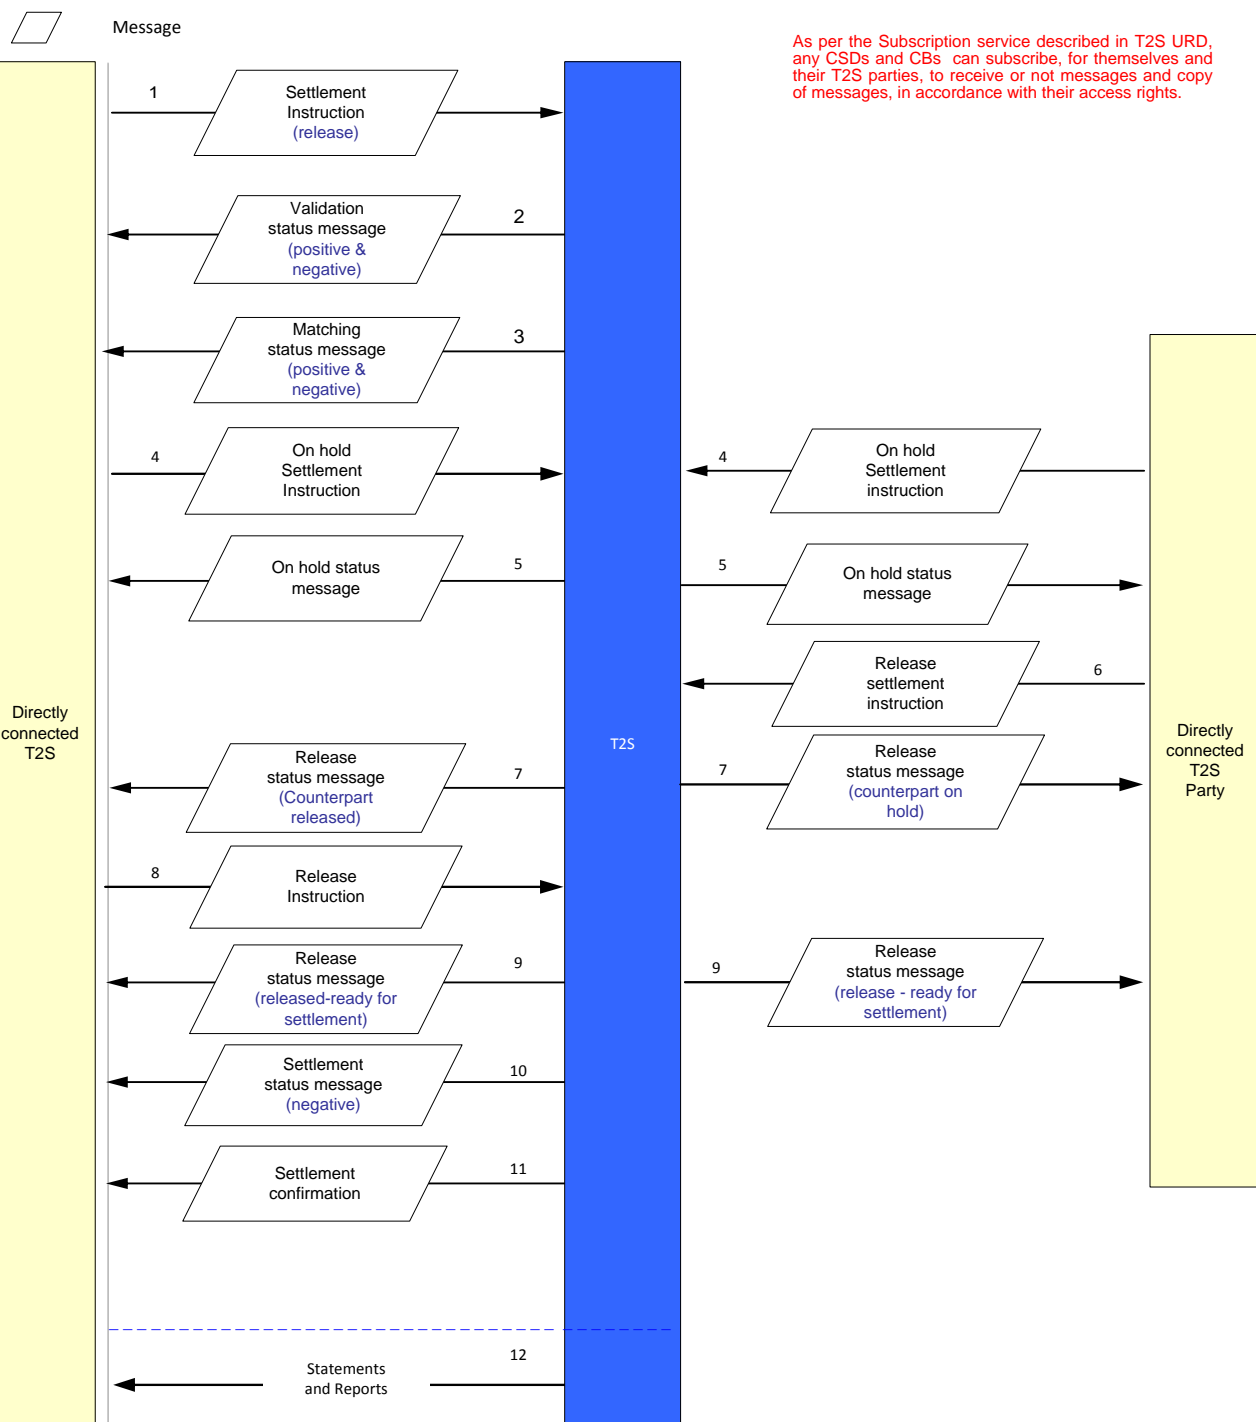 Message
As per the Subscription service described in T2S URD,
any CSDs and CBs can subscribe, for themselves and
their T2S parties, to receive or not messages and copy
of messages, in accordance with their access rights.
1
Settlement
Instruction
(release)
Validation
status message
(positive &
negative)
2
Matching
status message
(positive &
negative)
3
4
On hold
Settlement
Instruction
4
On hold
Settlement
instruction
On hold status
message
5
5
On hold status
message
Release
settlement
instruction
6
Directly
connected
T2S
T2S
Directly
connected
T2S
Party
Release
status message
(Counterpart
released)
7
7
Release
status message
(counterpart on
hold)
8
Release
Instruction
Release
status message
(released-ready for
settlement)
9
9
Release
status message
(release - ready for
settlement)
Settlement
status message
(negative)
10
Settlement
confirmation
11
Statements
and Reports
12